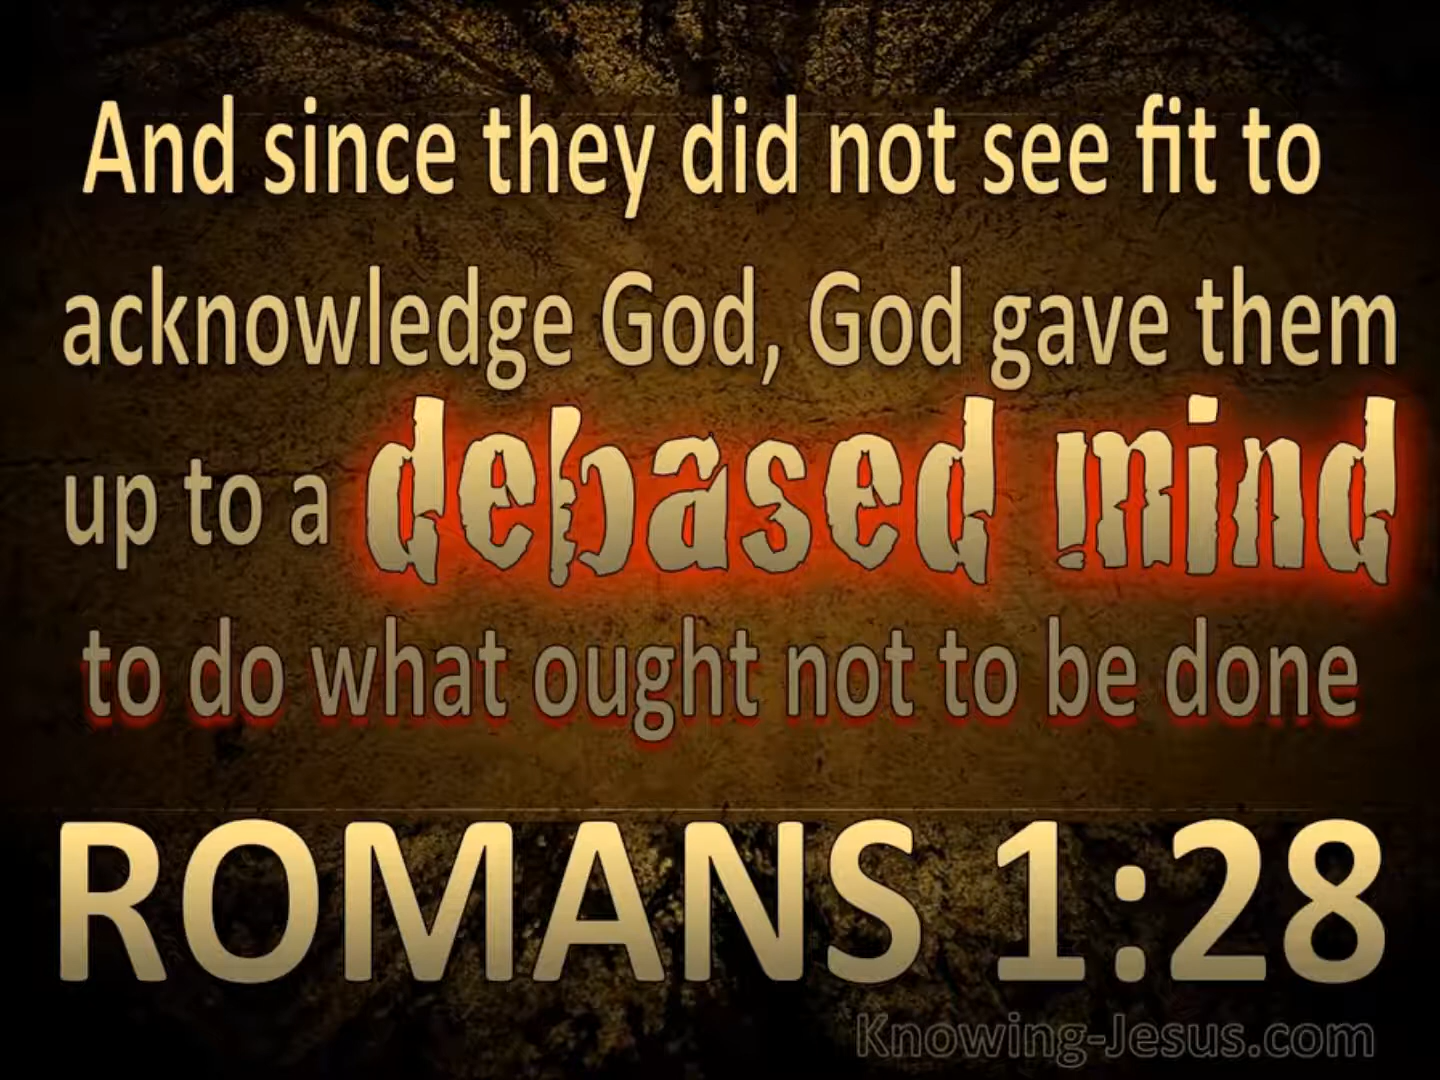 And since they did not see fit to
acknowledge God, God gave them
up to a debased mind
to do what ought not to be done
ROMANS 1:28
Knowing-Jesus.com